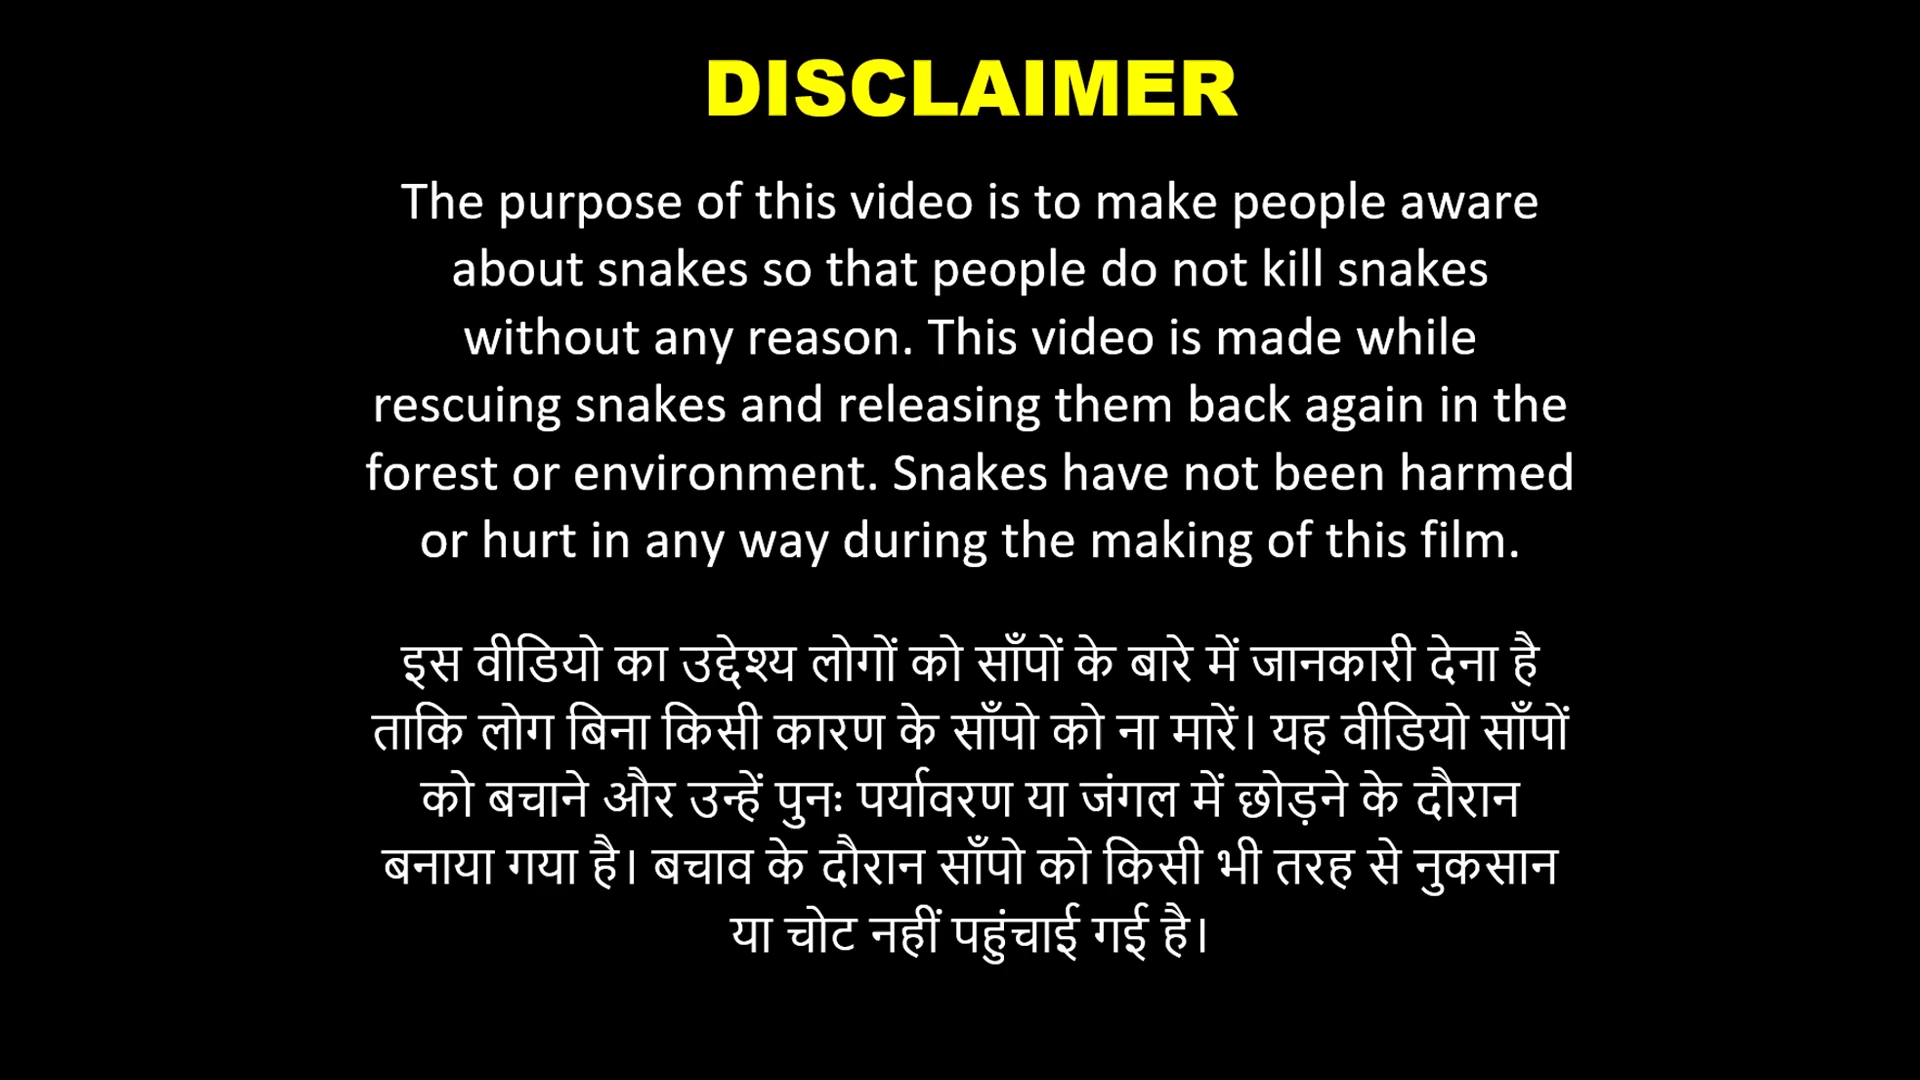 DISCLAIMER
The purpose of this video is to make people aware
about snakes so that people do not kill snakes
without any reason. This video is made while
rescuing snakes and releasing them back again in the
forest or environment. Snakes have not been harmed
or hurt in any way during the making of this film.
इस वीडियो का उद्देश्य लोगों को साँपों के बारे में जानकारी देना है
ताकि लोग बिना किसी कारण के साँपो को ना मारें। यह वीडियो साँपों
को बचाने और उन्हें पुनः पर्यावरण या जंगल में छोड़ने के दौरान
बनाया गया है। बचाव के दौरान साँपो को किसी भी तरह से नुकसान
या चोट नहीं पहुंचाई गई है।